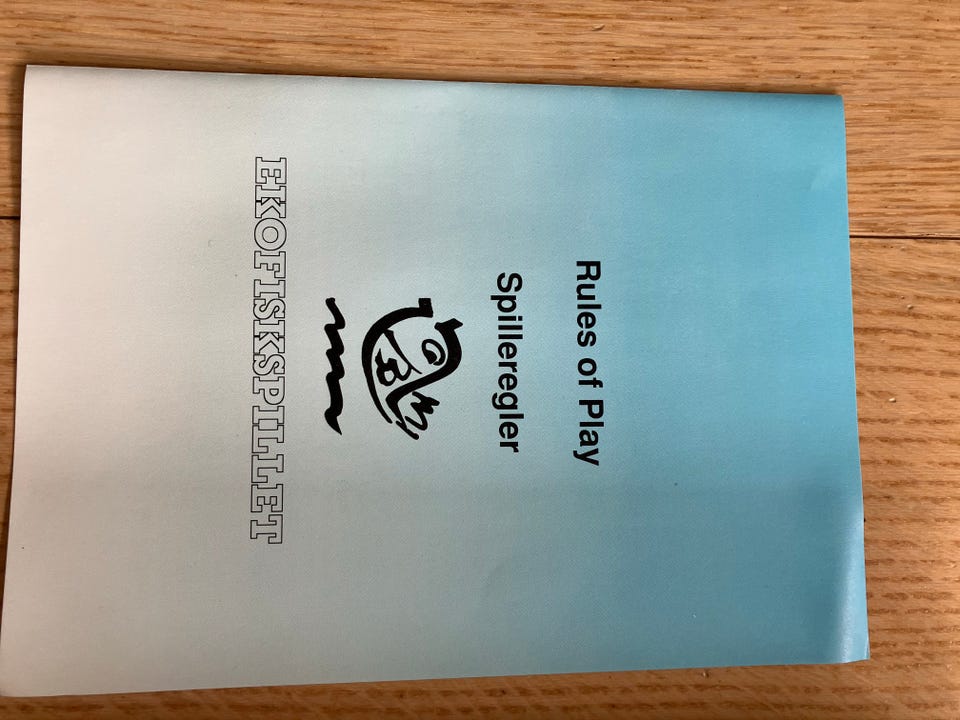 Rules of Play
Spilleregler
EKOFISKSPILLET